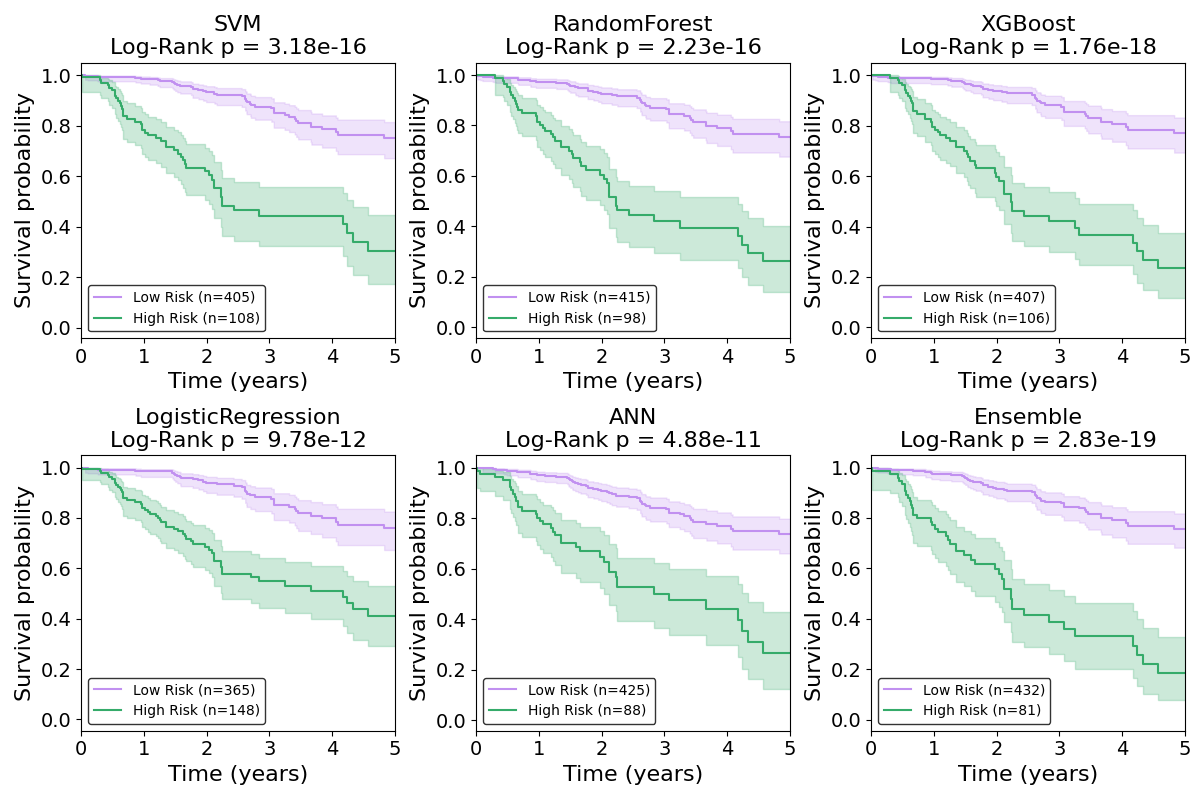 SVM
Log-Rank p = 3.18e-16
Survival probability
1.0
0.8
0.6
0.4
0.2
0.0
Low Risk (n=405)
High Risk (n=108)
0 1 2 3 4 5
Time (years)
RandomForest
Log-Rank p = 2.23e-16
Survival probability
1.0
0.8
0.6
0.4
0.2
0.0
Low Risk (n=415)
High Risk (n=98)
0 1 2 3 4 5
Time (years)
XGBoost
Log-Rank p = 1.76e-18
Survival probability
1.0
0.8
0.6
0.4
0.2
0.0
Low Risk (n=407)
High Risk (n=106)
0 1 2 3 4 5
Time (years)
LogisticRegression
Log-Rank p = 9.78e-12
Survival probability
1.0
0.8
0.6
0.4
0.2
0.0
Low Risk (n=365)
High Risk (n=148)
0 1 2 3 4 5
Time (years)
ANN
Log-Rank p = 4.88e-11
Survival probability
1.0
0.8
0.6
0.4
0.2
0.0
Low Risk (n=425)
High Risk (n=88)
0 1 2 3 4 5
Time (years)
Ensemble
Log-Rank p = 2.83e-19
Survival probability
1.0
0.8
0.6
0.4
0.2
0.0
Low Risk (n=432)
High Risk (n=81)
0 1 2 3 4 5
Time (years)